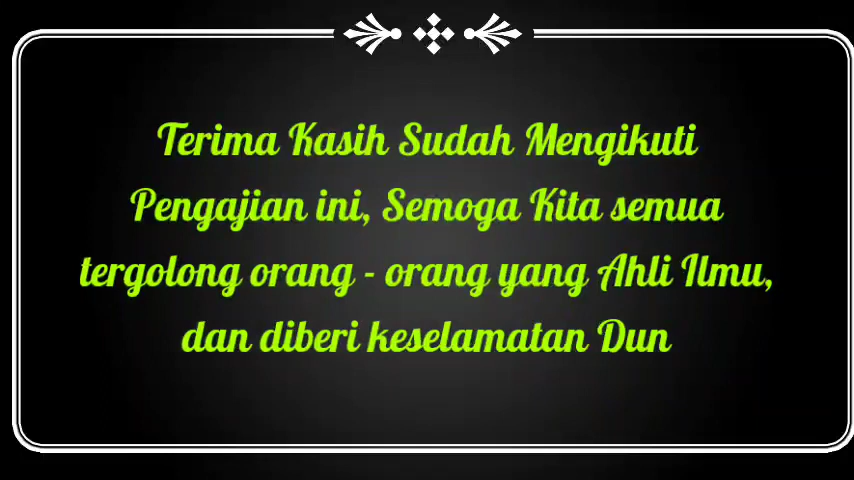 Terima Kasih Sudah Mengikuti
Pengajian ini, Semoga Kita semua
tergolong orang - orang yang Ahli Ilmu,
dan diberi keselamatan Dun